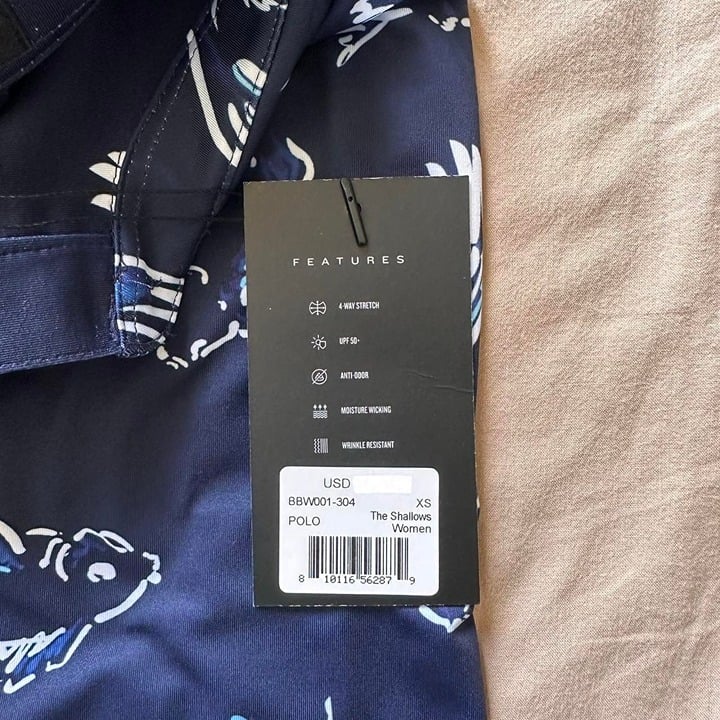 FEATURES
4-WAY STRETCH
UPF 50+
ANTI-ODOR
MOISTURE WICKING
WRINKLE RESISTANT
USD
BBW001-304 XS
POLO The Shallows
Women
8 10116 56287 9